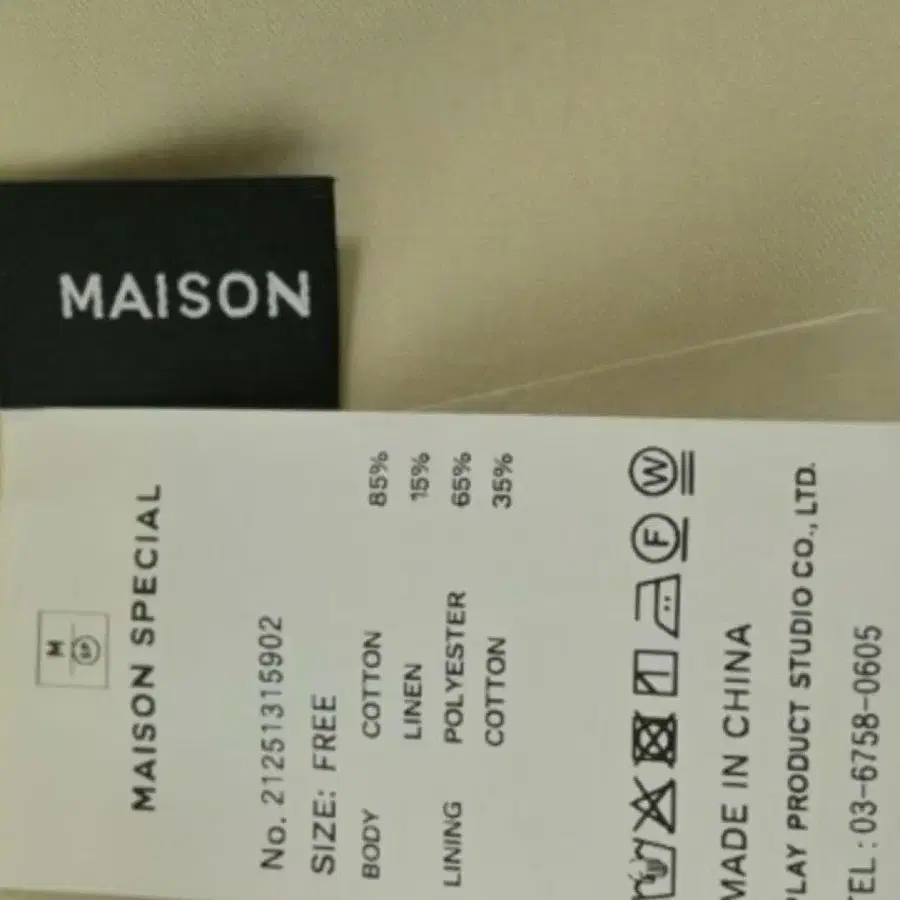 MAISON
M
SP
MAISON SPECIAL
No. 21251315902
SIZE: FREE
BODY COTTON 85%
LINEN 15%
LINING POLYESTER 65%
COTTON 35%
F W
MADE IN CHINA
PLAY PRODUCT STUDIO CO., LTD.
TEL : 03-6758-0605